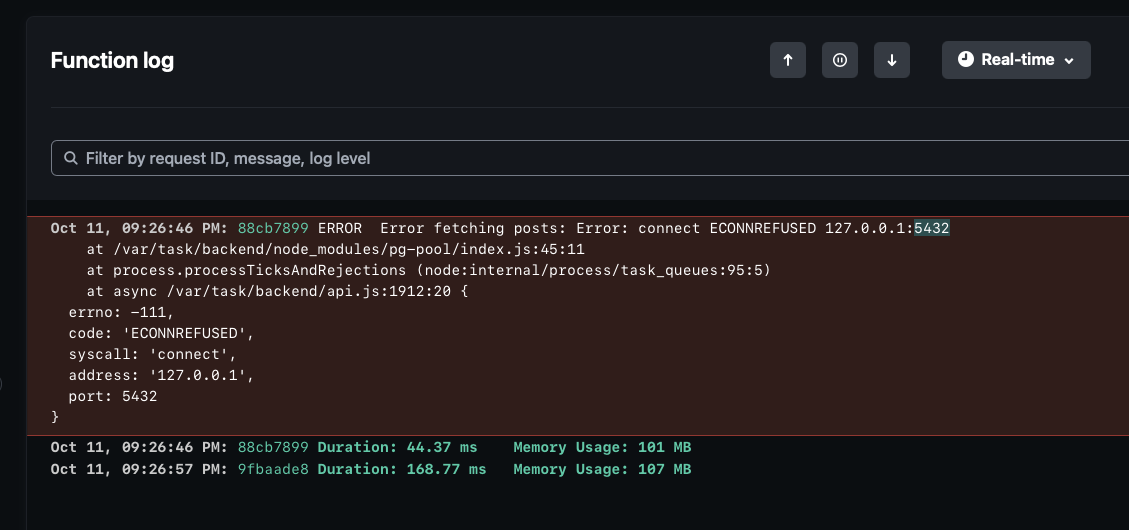 Function log
Real-time
Filter by request ID, message, log level
Oct 11, 09:26:46 PM: 88cb7899 ERROR  Error fetching posts: Error: connect ECONNREFUSED 127.0.0.1:5432
    at /var/task/backend/node_modules/pg-pool/index.js:45:11
    at process.processTicksAndRejections (node:internal/process/task_queues:95:5)
    at async /var/task/backend/api.js:1912:20 {
  errno: -111,
  code: 'ECONNREFUSED',
  syscall: 'connect',
  address: '127.0.0.1',
  port: 5432
}
Oct 11, 09:26:46 PM: 88cb7899 Duration: 44.37 ms    Memory Usage: 101 MB
Oct 11, 09:26:57 PM: 9fbaade8 Duration: 168.77 ms   Memory Usage: 107 MB